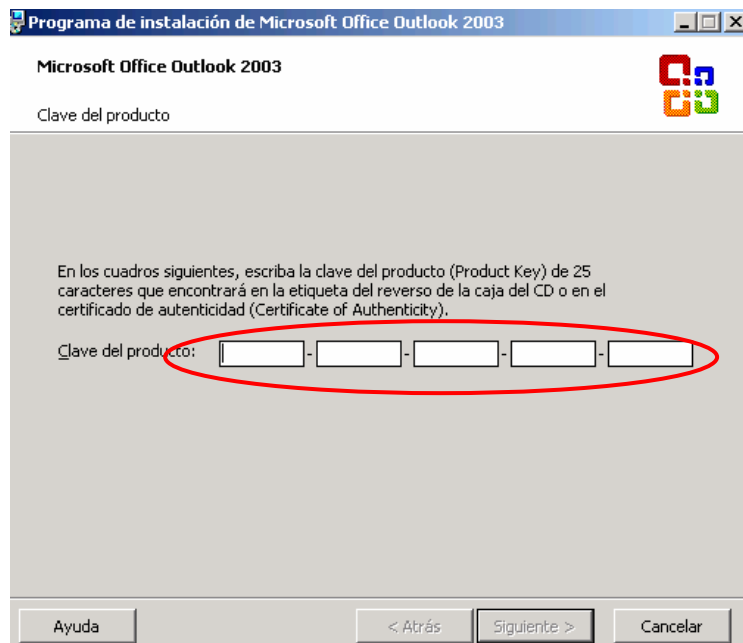 Programa de instalación de Microsoft Office Outlook 2003
Microsoft Office Outlook 2003
Clave del producto
En los cuadros siguientes, escriba la clave del producto (Product Key) de 25
caracteres que encontrará en la etiqueta del reverso de la caja del CD o en el
certificado de autenticidad (Certificate of Authenticity).
Clave del producto: - - - -
Ayuda < Atrás Siguiente > Cancelar